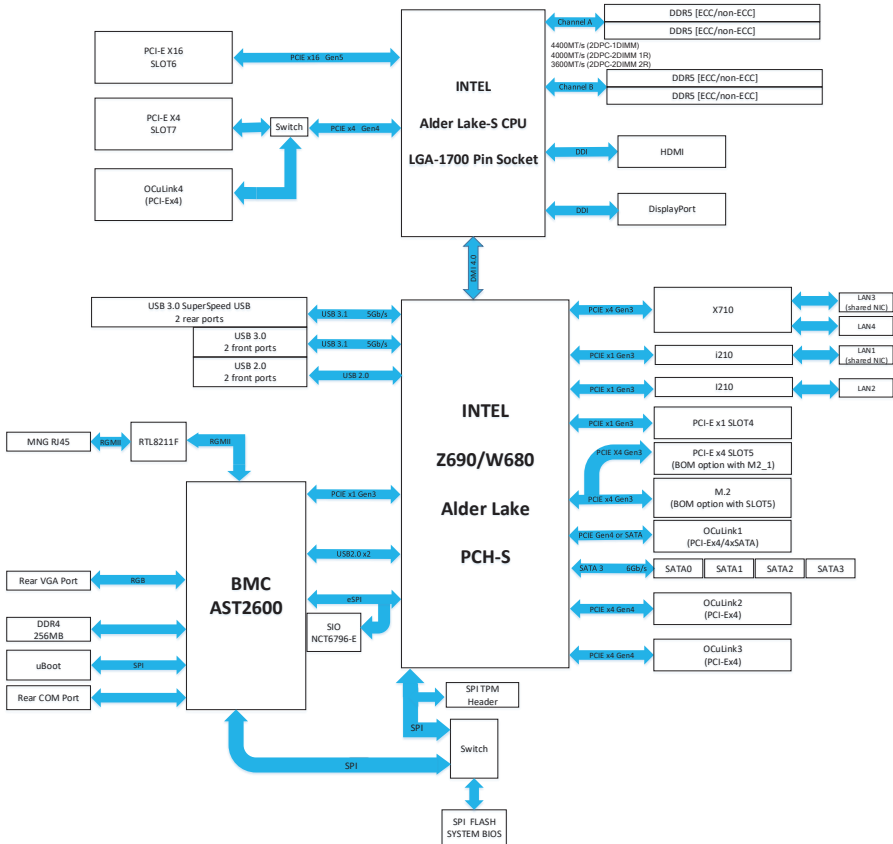 PCI-E X16
SLOT6
PCIE x16 Gen5
PCI-E X4
SLOT7
Switch
PCIE x4 Gen4
OCuLink4
(PCI-Ex4)
INTEL
Alder Lake-S CPU
LGA-1700 Pin Socket
Channel A
DDR5 [ECC/non-ECC]
DDR5 [ECC/non-ECC]
4400MT/s (2DPC-1DIMM)
4000MT/s (2DPC-2DIMM 1R)
3600MT/s (2DPC-2DIMM 2R)
Channel B
DDR5 [ECC/non-ECC]
DDR5 [ECC/non-ECC]
DDI
HDMI
DDI
DisplayPort
DMI 4.0
USB 3.0 SuperSpeed USB
2 rear ports
USB 3.1 5Gb/s
USB 3.0
2 front ports
USB 3.1 5Gb/s
USB 2.0
2 front ports
USB 2.0
INTEL
Z690/W680
Alder Lake
PCH-S
PCIE x4 Gen3
X710
LAN3
(shared NIC)
LAN4
PCIE x1 Gen3
i210
LAN1
(shared NIC)
PCIE x1 Gen3
I210
LAN2
PCIE x1 Gen3
PCI-E x1 SLOT4
PCIE X4 Gen3
PCI-E x4 SLOT5
(BOM option with M2_1)
PCIE x4 Gen3
M.2
(BOM option with SLOT5)
PCIE Gen4 or SATA
OCuLink1
(PCI-Ex4/4xSATA)
SATA 3 6Gb/s
SATA0
SATA1
SATA2
SATA3
PCIE x4 Gen4
OCuLink2
(PCI-Ex4)
PCIE x4 Gen4
OCuLink3
(PCI-Ex4)
MNG RJ45
RGMII
RTL8211F
RGMII
BMC
AST2600
PCIE x1 Gen3
USB2.0 x2
eSPI
SIO
NCT6796-E
Rear VGA Port
RGB
DDR4
256MB
uBoot
SPI
Rear COM Port
SPI TPM
Header
SPI
Switch
SPI
SPI FLASH
SYSTEM BIOS